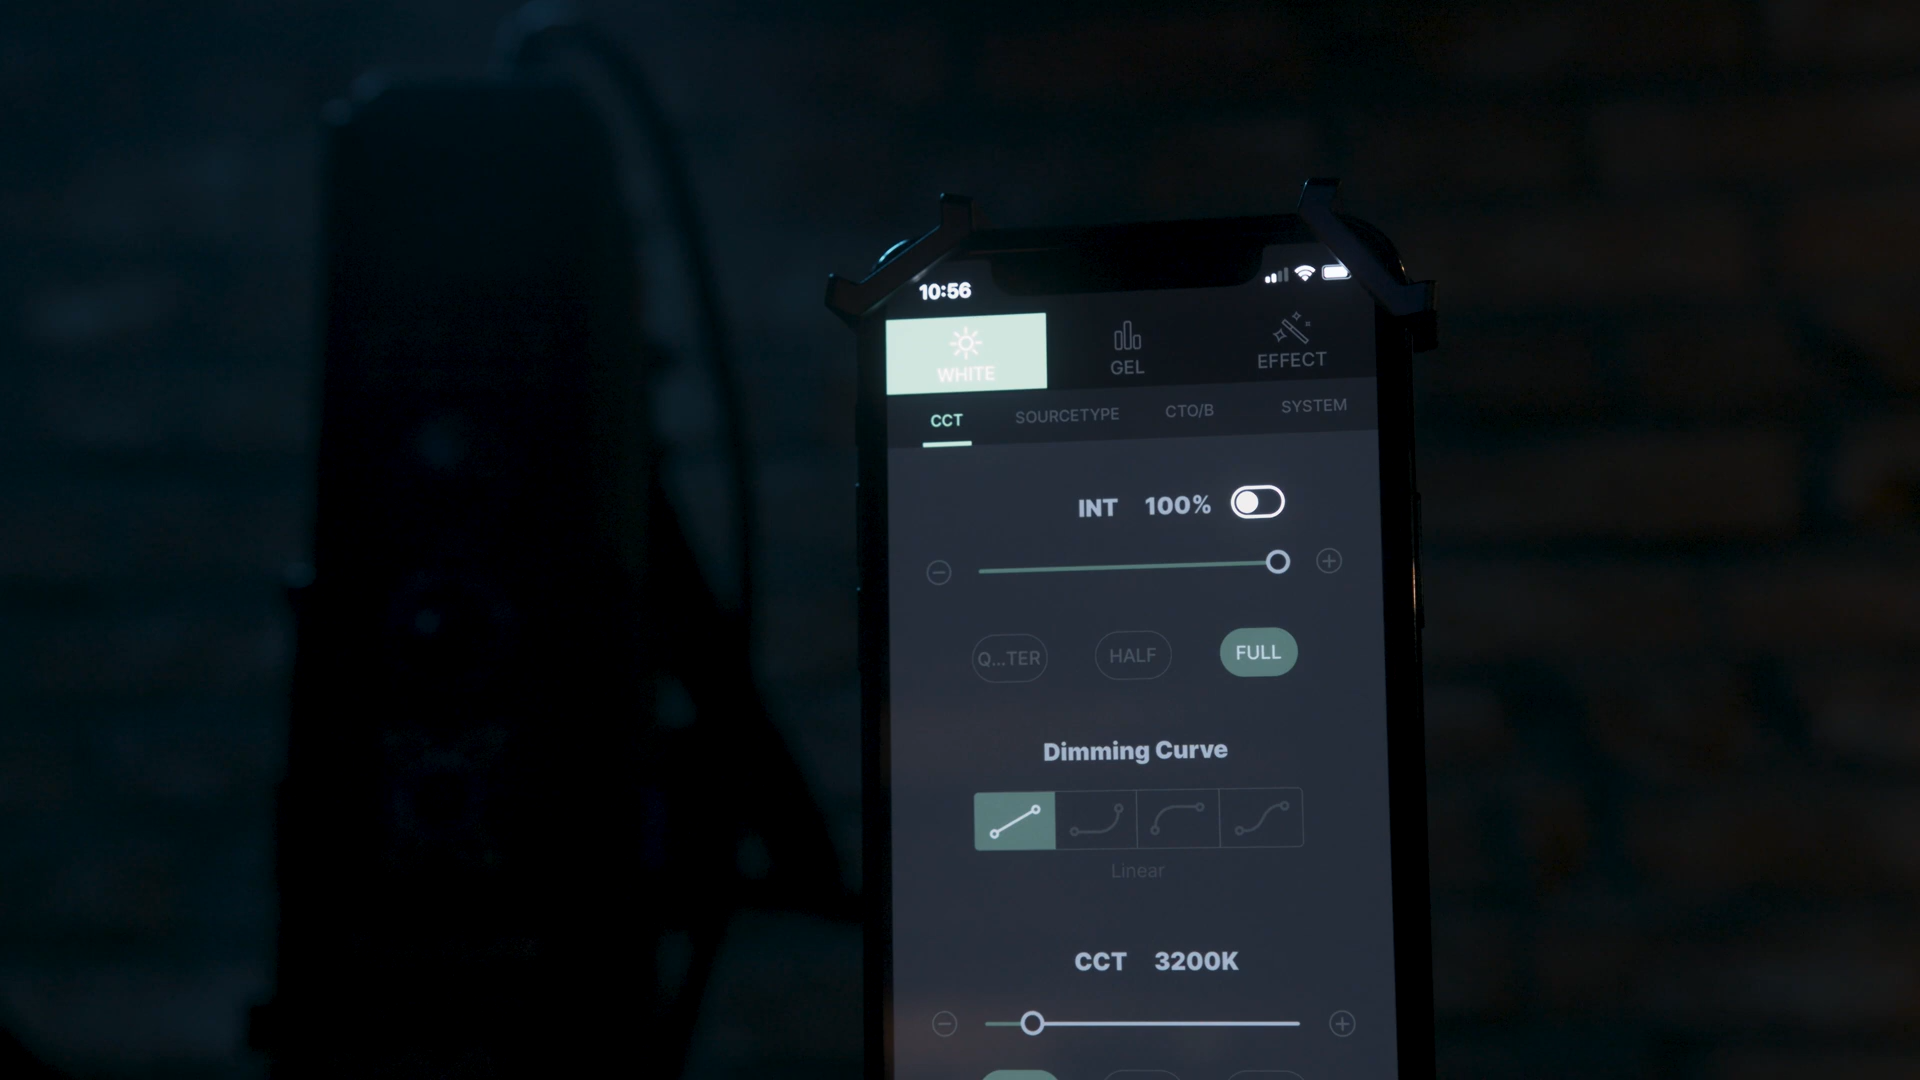 10:56
WHITE
GEL
EFFECT
CCT SOURCETYPE CTO/B SYSTEM
INT 100%
Q...TER HALF FULL
Dimming Curve
Linear
CCT 3200K